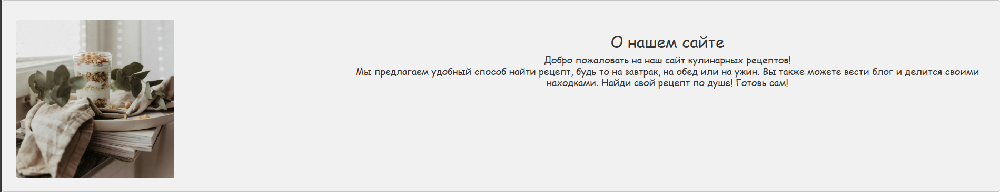 О нашем сайте
Добро пожаловать на наш сайт кулинарных рецептов!
Мы предлагаем удобный способ найти рецепт, будь то на завтрак, на обед или на ужин. Вы также можете вести блог и делится своими
находками. Найди свой рецепт по душе! Готовь сам!